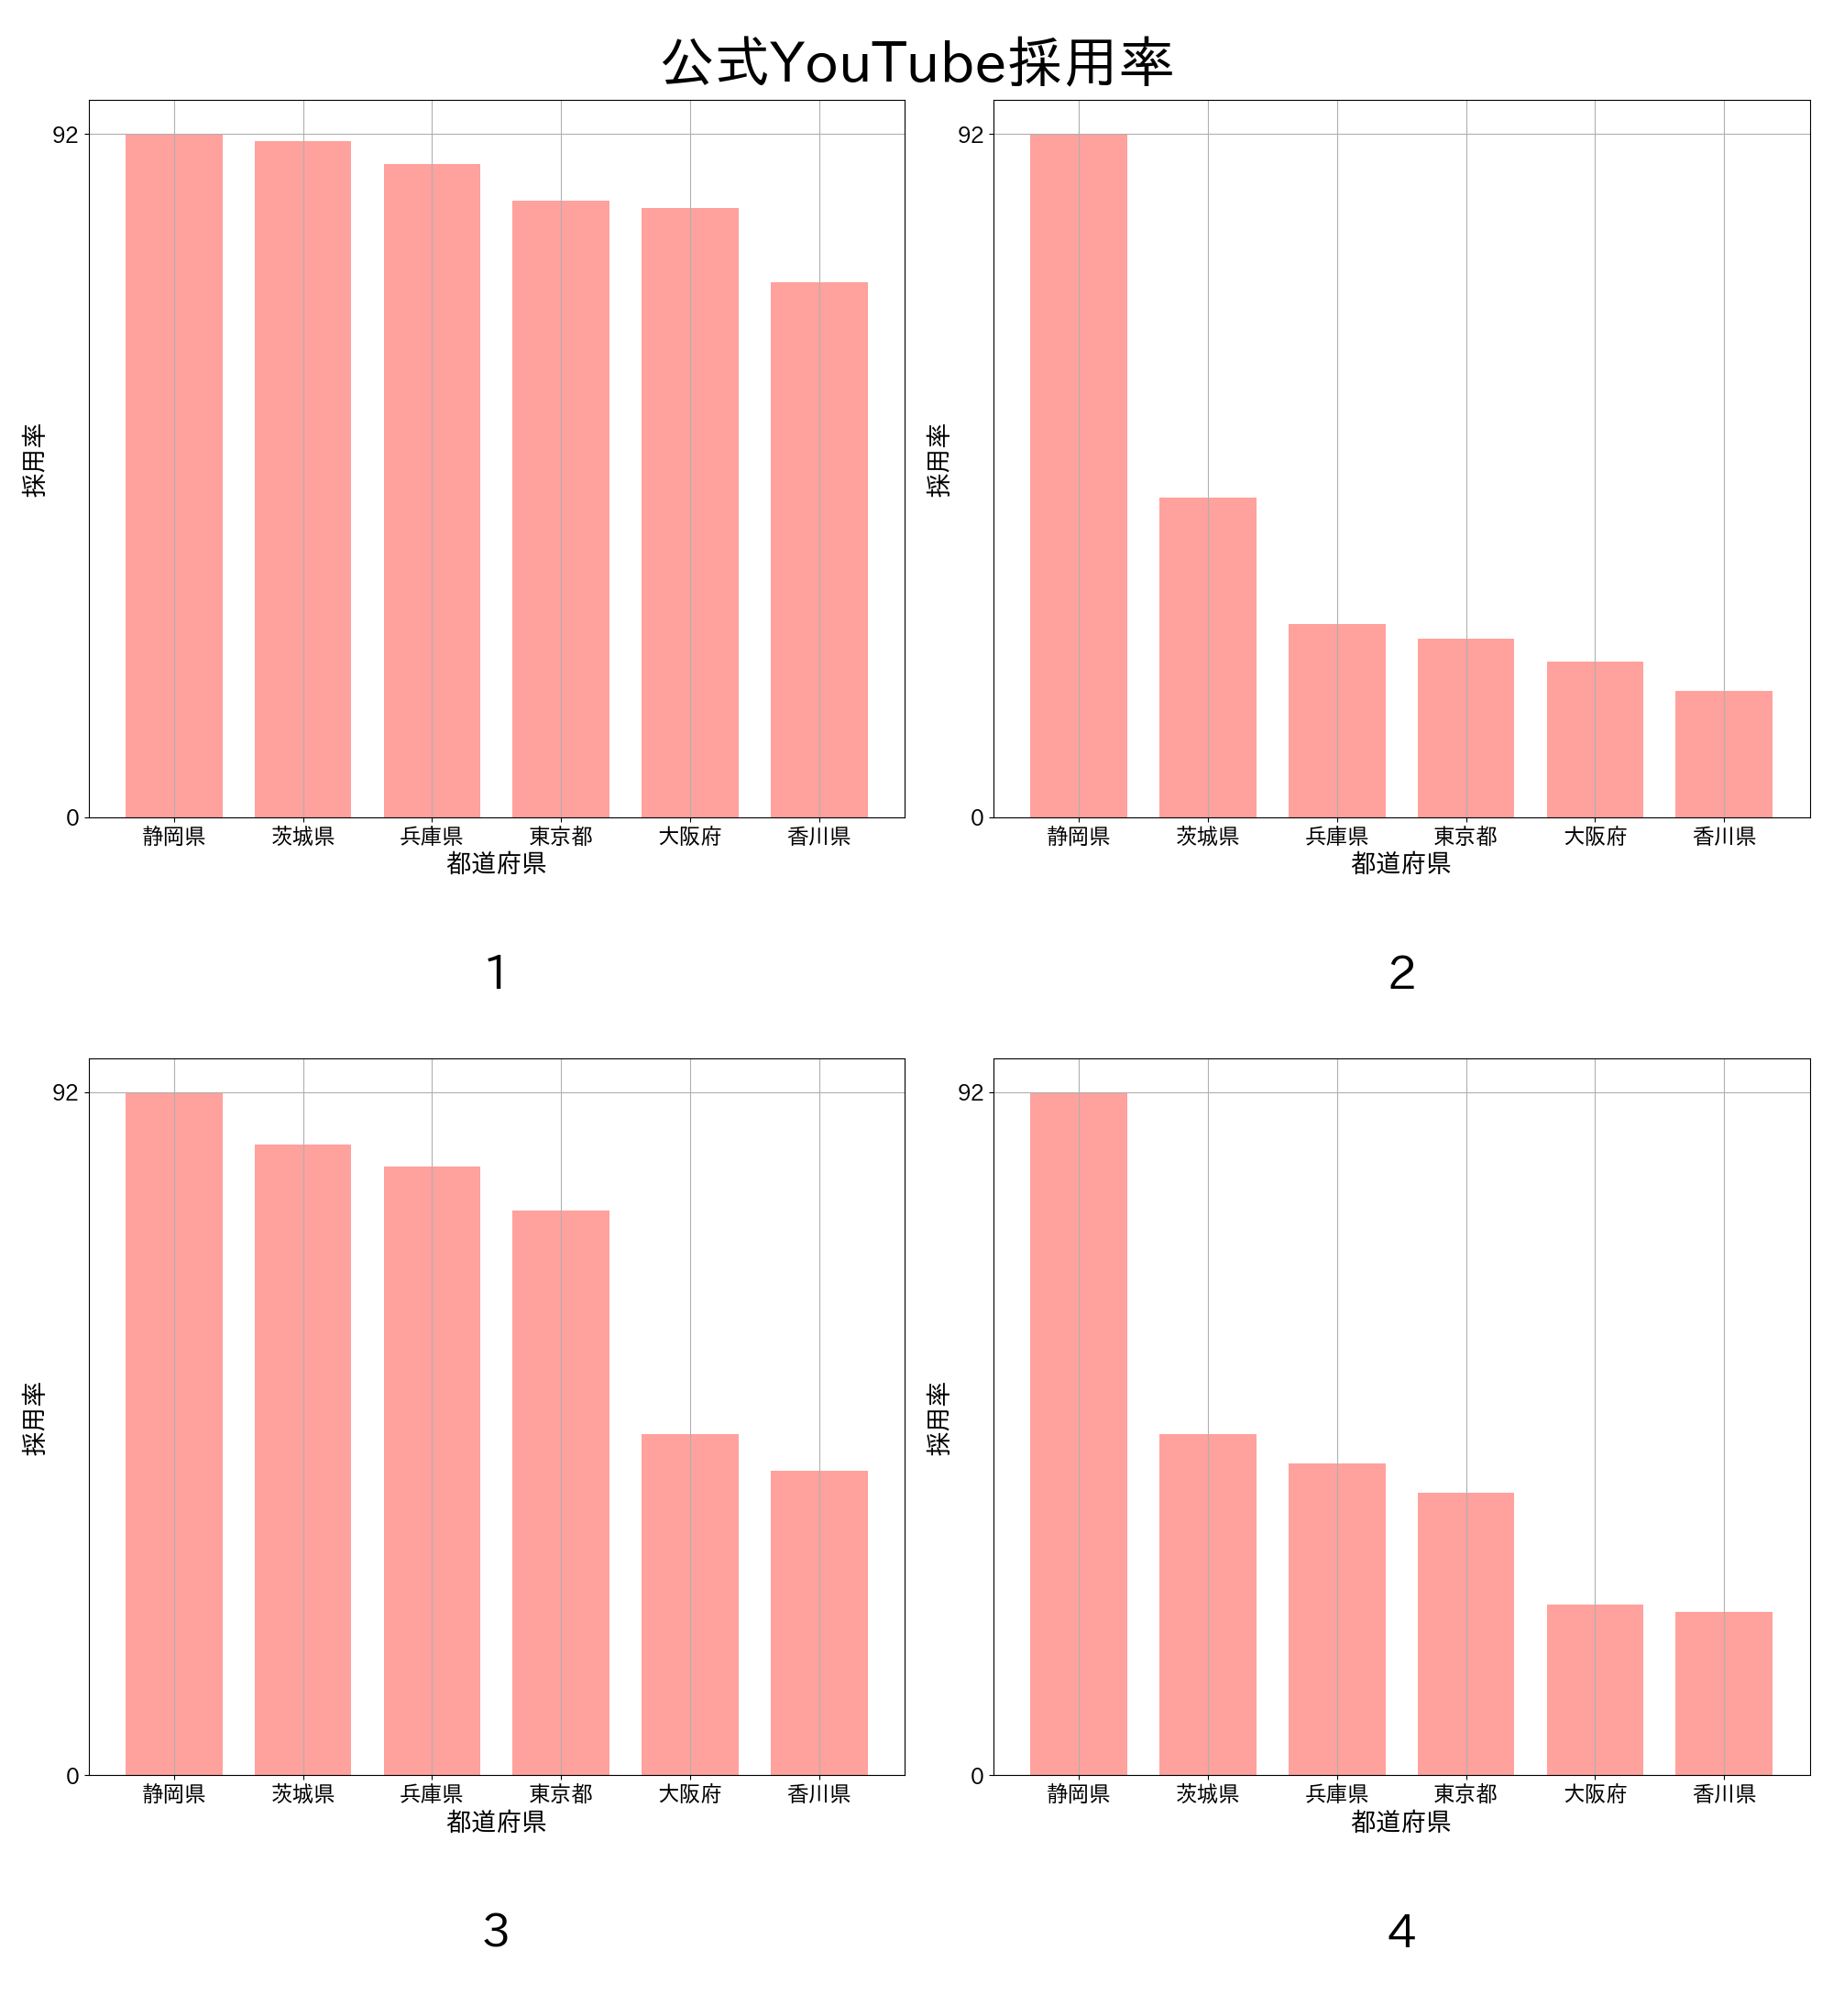 公式YouTube採用率
92
採用率
0
静岡県 茨城県 兵庫県 東京都 大阪府 香川県
都道府県
1
92
採用率
0
静岡県 茨城県 兵庫県 東京都 大阪府 香川県
都道府県
2
92
採用率
0
静岡県 茨城県 兵庫県 東京都 大阪府 香川県
都道府県
3
92
採用率
0
静岡県 茨城県 兵庫県 東京都 大阪府 香川県
都道府県
4